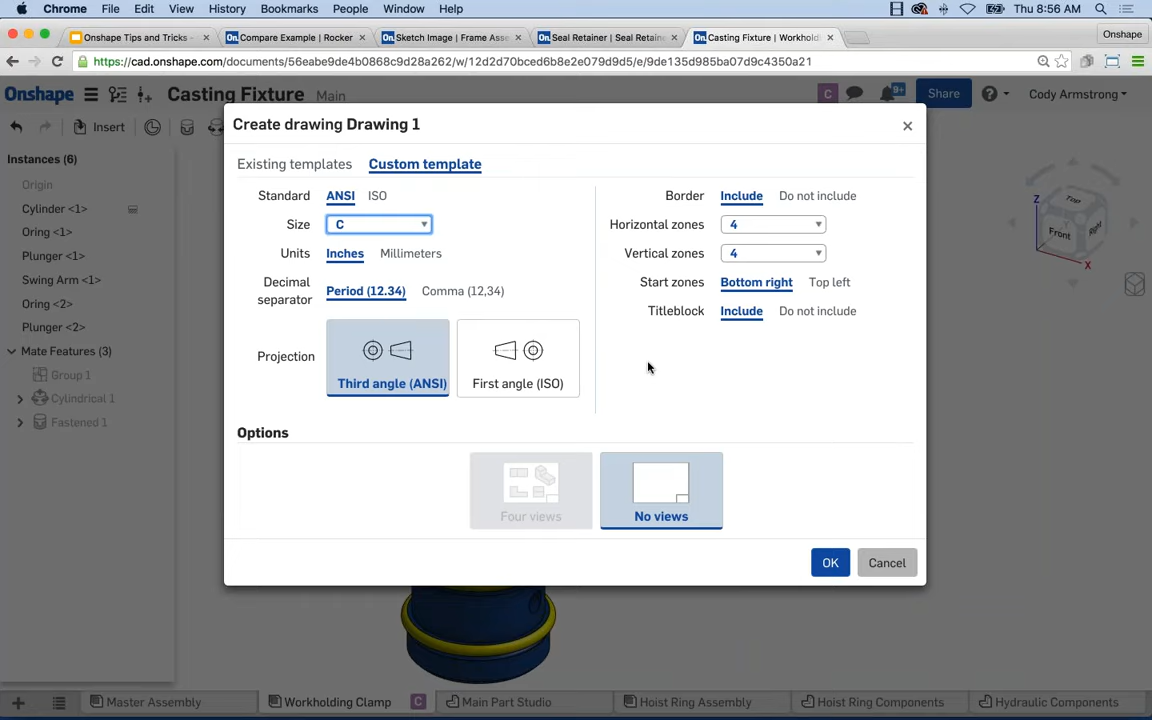 Chrome File Edit View History Bookmarks People Window Help Thu 8:56 AM
Onshape Tips and Tricks - Compare Example | Rocker Sketch Image | Frame Asse Seal Retainer | Seal Retaine Casting Fixture | Workholdi Onshape
https://cad.onshape.com/documents/56eabe9de4b0868c9d28a262/w/12d2d70bced6b8e2e079d9d5/e/9de135d985ba07d9c4350a21
Onshape Casting Fixture Main C 9+ Share Cody Armstrong
Insert
Create drawing Drawing 1
Instances (6)
Existing templates Custom template
Origin
Standard ANSI ISO Border Include Do not include
Cylinder <1>
Size C Horizontal zones 4
Oring <1>
Units Inches Millimeters Vertical zones 4
Plunger <1>
Decimal separator Period (12.34) Comma (12,34) Start zones Bottom right Top left
Swing Arm <1>
Oring <2>
Titleblock Include Do not include
Plunger <2>
Mate Features (3)
Projection Third angle (ANSI) First angle (ISO)
Group 1
Cylindrical 1
Fastened 1
Top
Front
Right
Z
X
Options
Four views No views
OK Cancel
Master Assembly Workholding Clamp C Main Part Studio Hoist Ring Assembly Hoist Ring Components Hydraulic Components